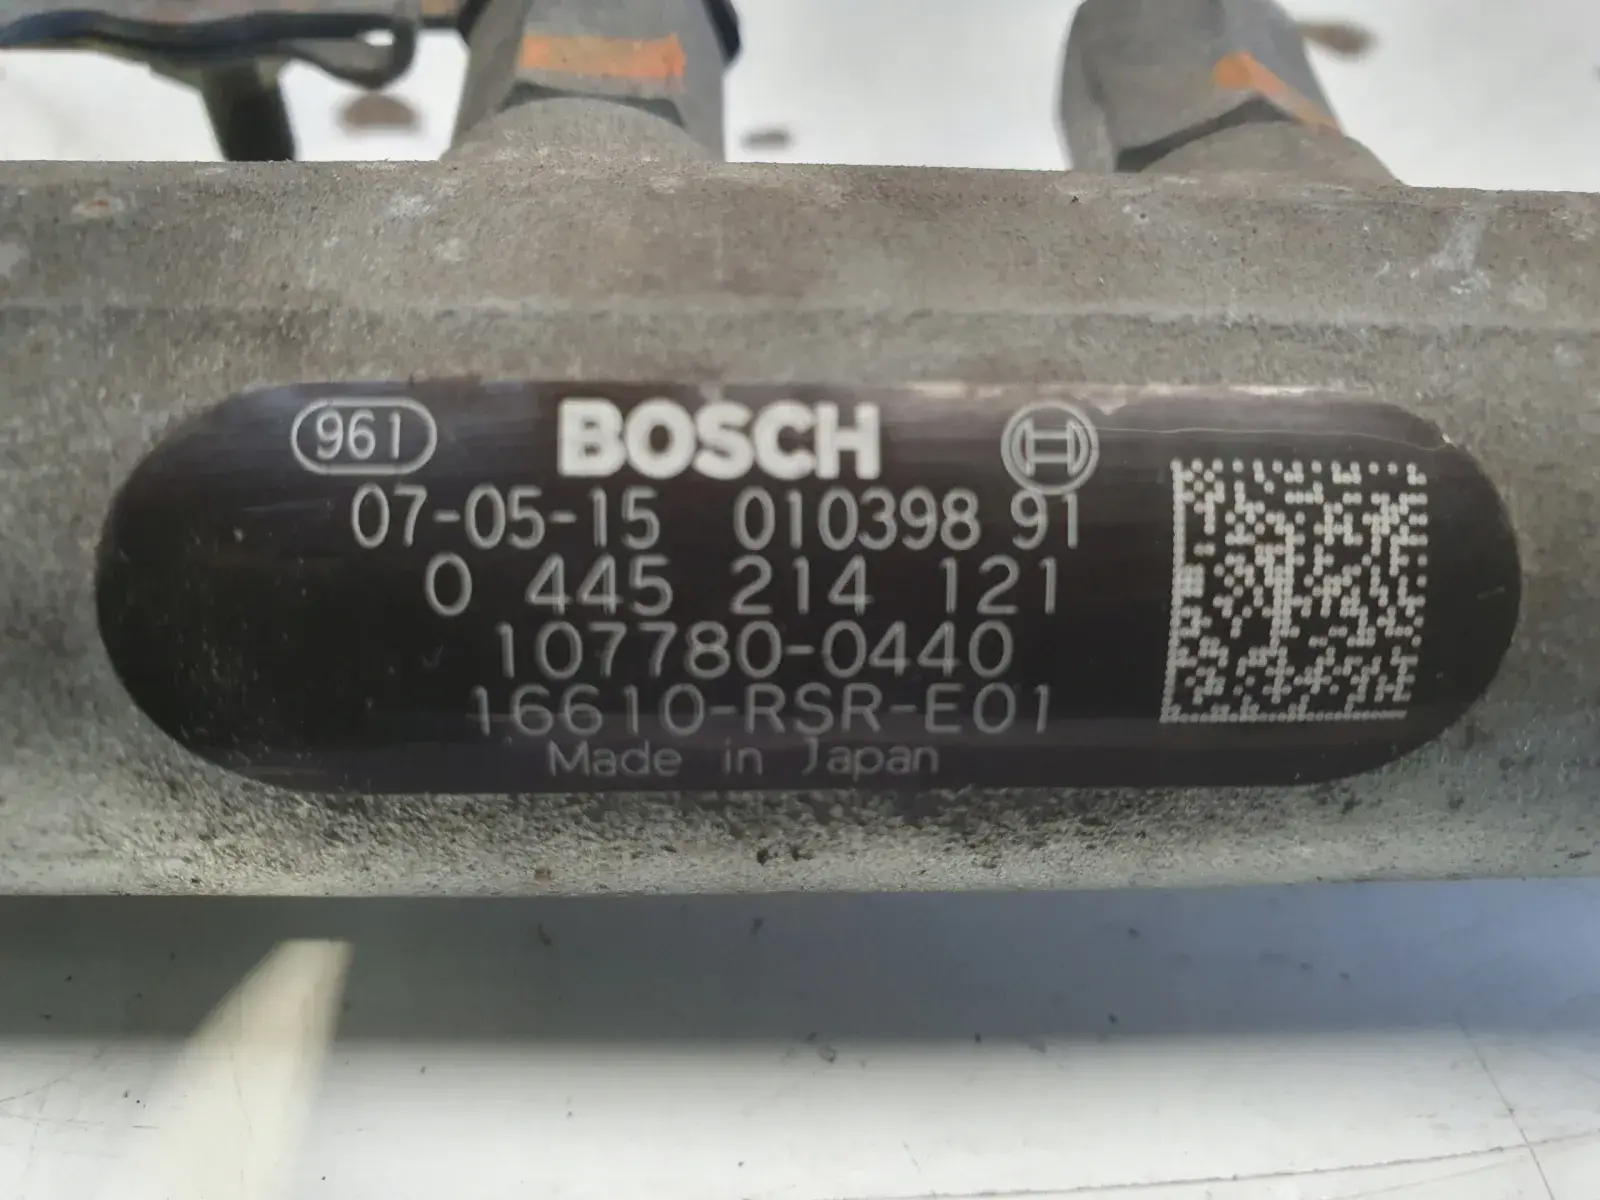 961 BOSCH
07-05-15 010398 91
0 445 214 121
107780-0440
16610-RSR-E01
Made in Japan